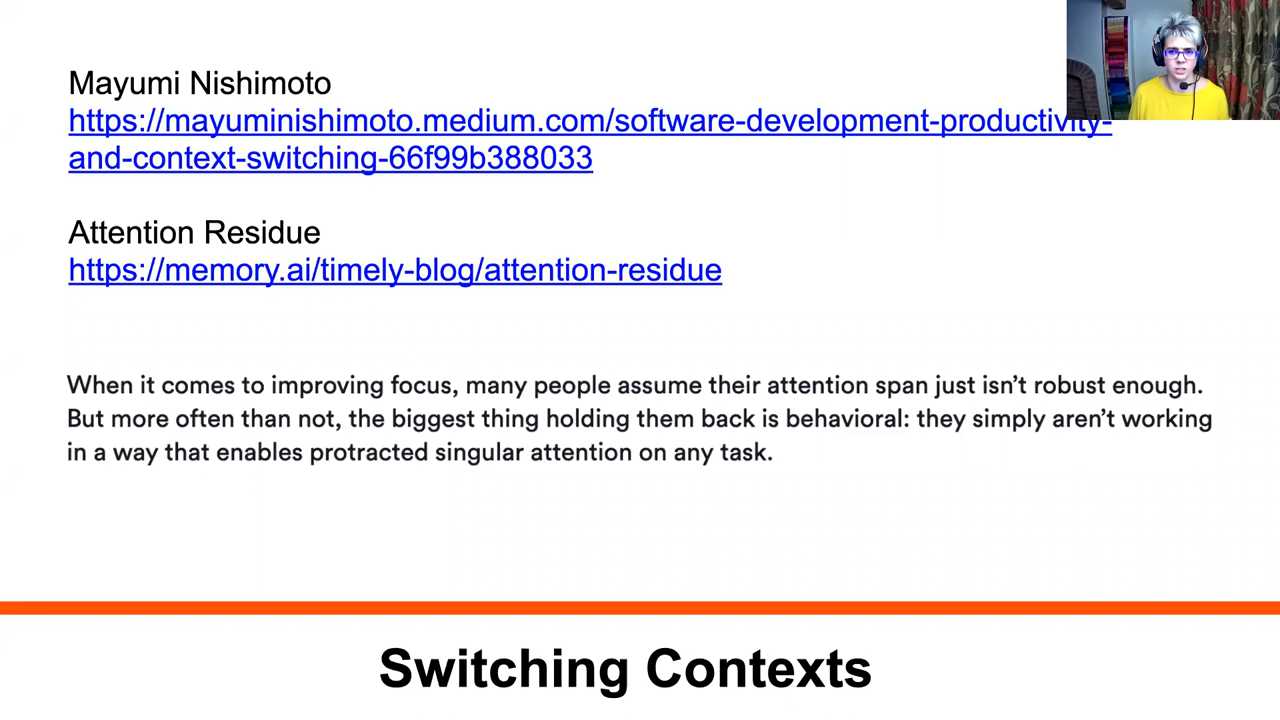 Mayumi Nishimoto
https://mayuminishimoto.medium.com/software-development-productivity-
and-context-switching-66f99b388033
Attention Residue
https://memory.ai/timely-blog/attention-residue
When it comes to improving focus, many people assume their attention span just isn’t robust enough.
But more often than not, the biggest thing holding them back is behavioral: they simply aren’t working
in a way that enables protracted singular attention on any task.
Switching Contexts